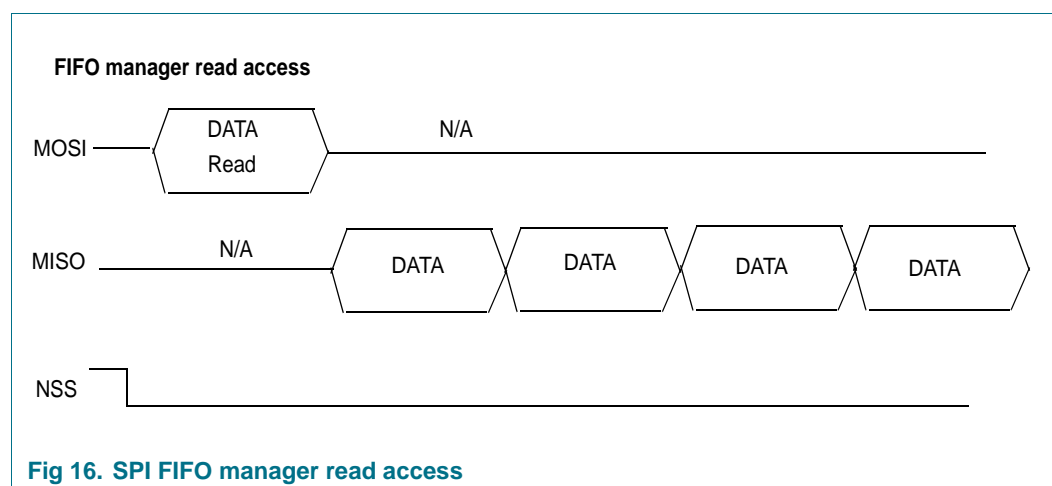 FIFO manager read access
DATA
Read
N/A
MOSI
N/A
MISO
DATA
DATA
DATA
DATA
NSS
Fig 16. SPI FIFO manager read access